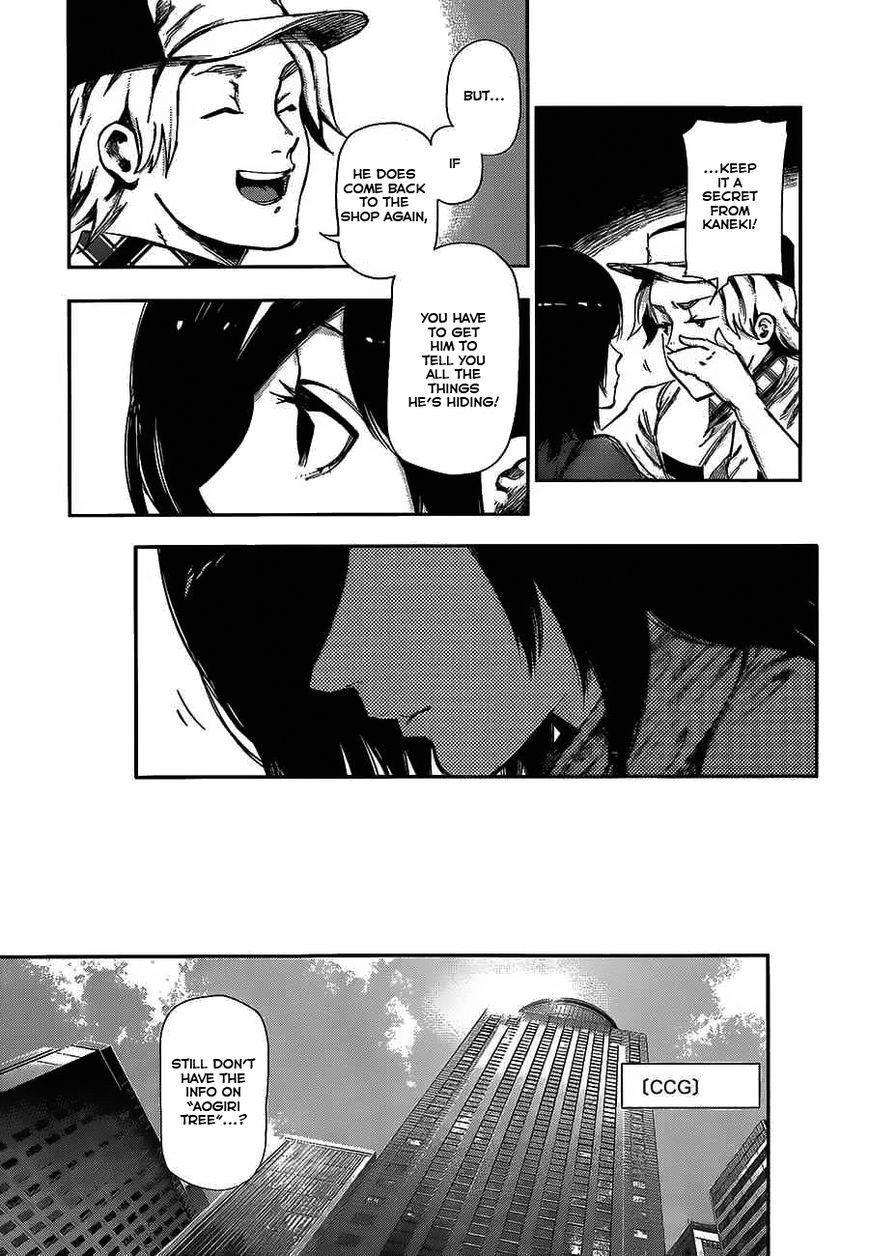 ...KEEP
IT A
SECRET
FROM
KANEKI!
BUT...
IF
HE DOES
COME BACK
TO THE
SHOP AGAIN,
YOU HAVE
TO GET
HIM TO
TELL YOU
ALL THE
THINGS
HE'S HIDING!
[CCG]
STILL DON'T
HAVE THE
INFO ON
"AOGIRI
TREE"...?